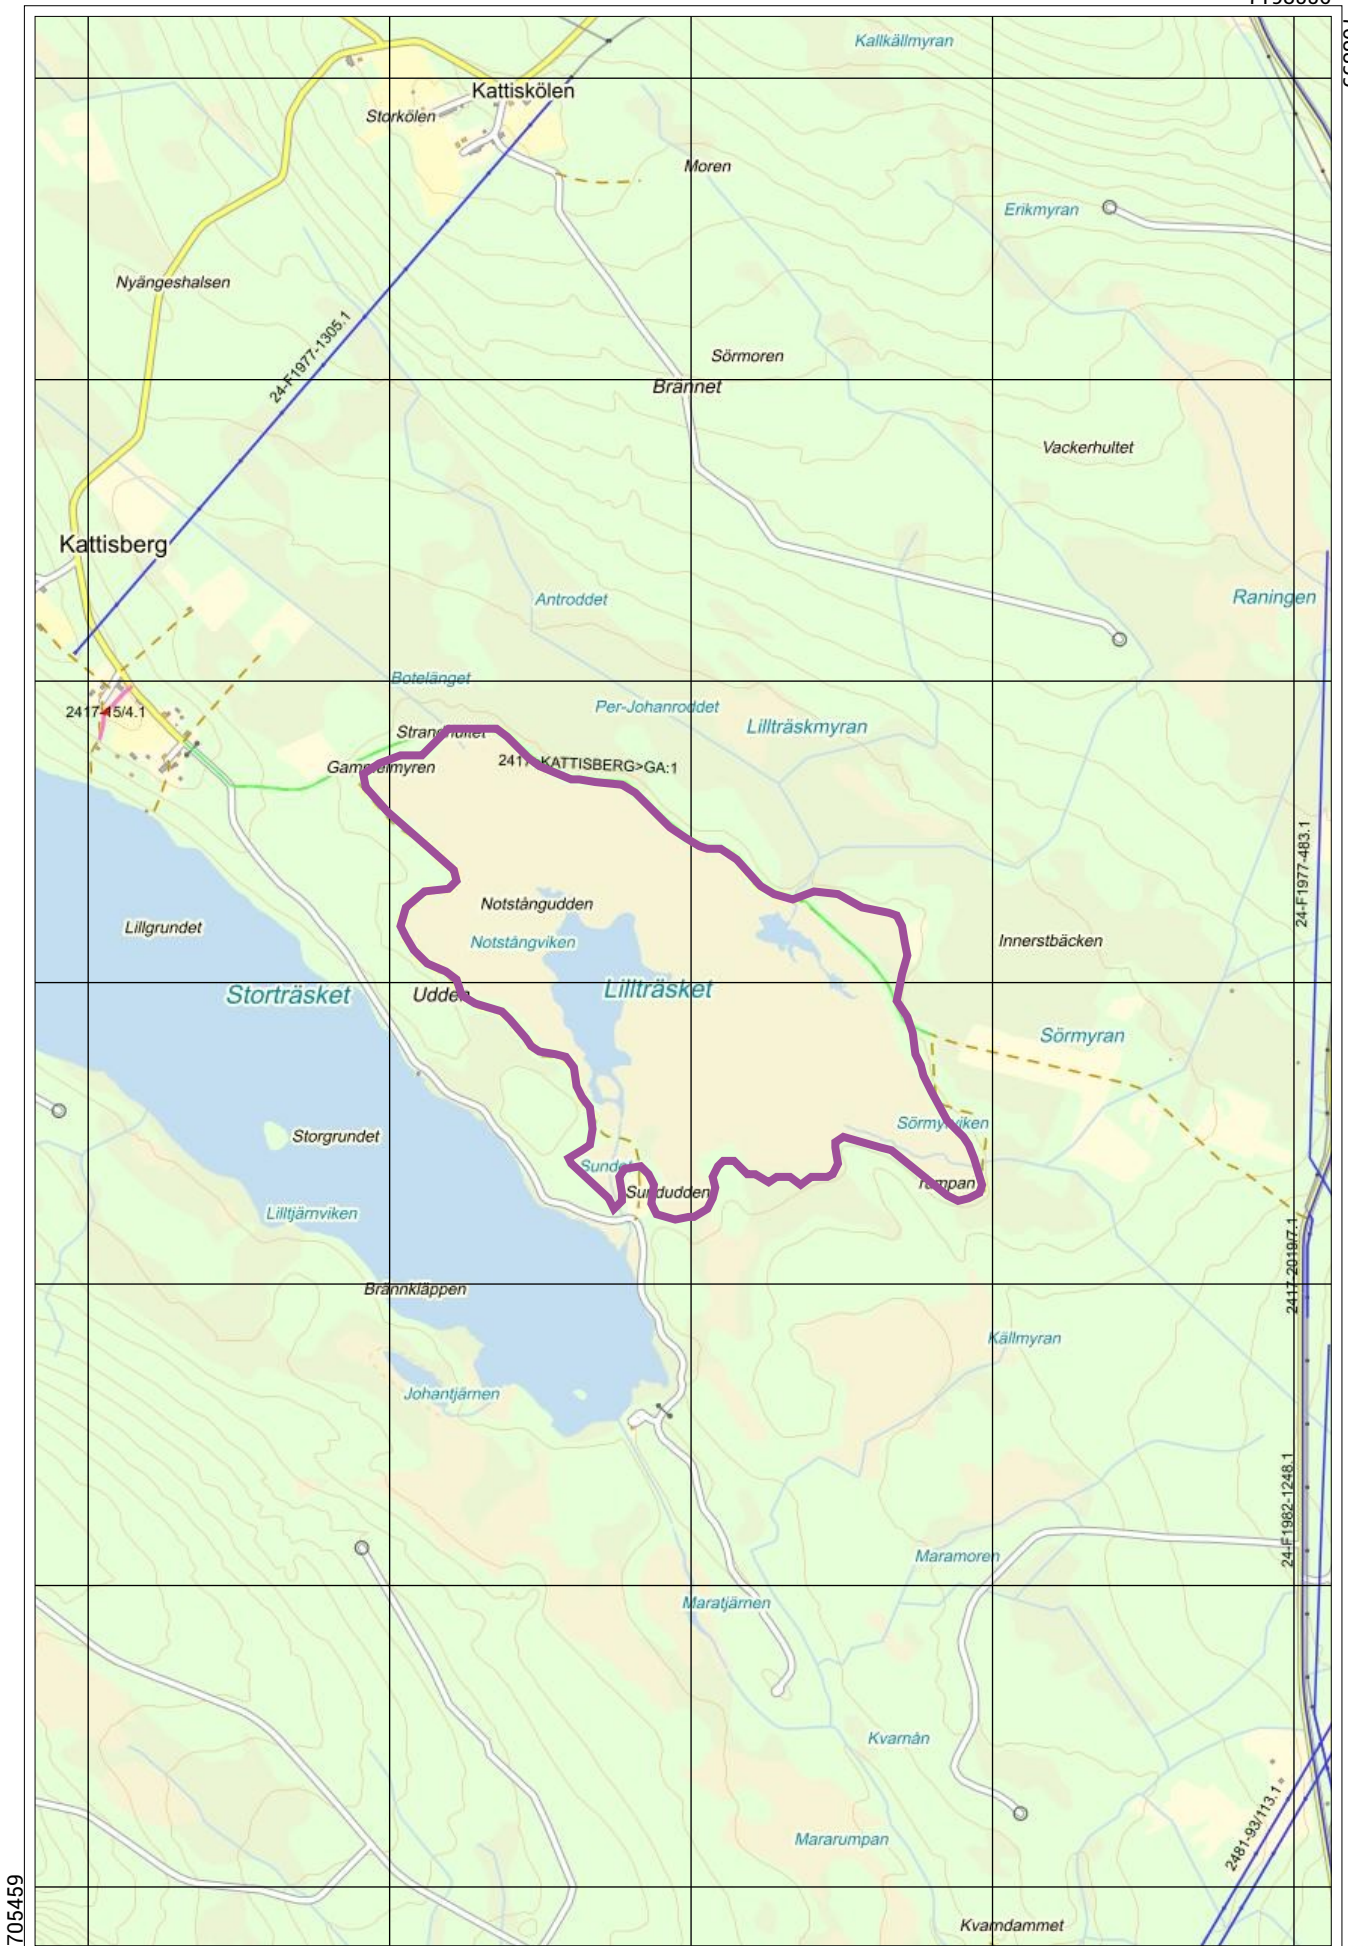 Kallkällmyran
Kattiskölen
Storkölen
Moren
Erikmyran
Nyängeshalsen
24-F1977-1305.1
Sörmoren
Brännet
Vackerhultet
Kattisberg
Antroddet
Raningen
Botelänget
Per-Johanroddet
2417-15/4.1
Lillträskmyran
2417-KATTISBERG>GA:1
24-F1977-483.1
Notstångudden
Lillgrundet
Notstångviken
Innerstbäcken
Storträsket
Udden
Lillträsket
Sörmyran
Storgrundet
Sundudden
Lilltjärnviken
2417-2019/7.1
Brännkläppen
Källmyran
Johantjärnen
24-F1982-1248.1
Maramoren
Maratjärnen
Kvarnån
2481-93/113.1
Mararumpan
705459
Kvarndammet